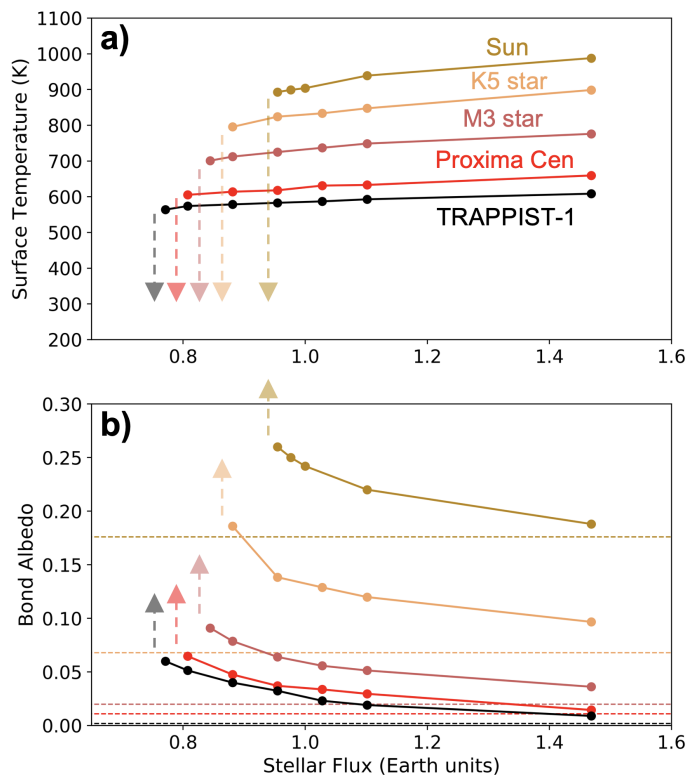 a)
Sun
K5 star
M3 star
Proxima Cen
TRAPPIST-1
Surface Temperature (K)
1100
1000
900
800
700
600
500
400
300
200
0.8 1.0 1.2 1.4 1.6
b)
Bond Albedo
0.30
0.25
0.20
0.15
0.10
0.05
0.00
0.8 1.0 1.2 1.4 1.6
Stellar Flux (Earth units)